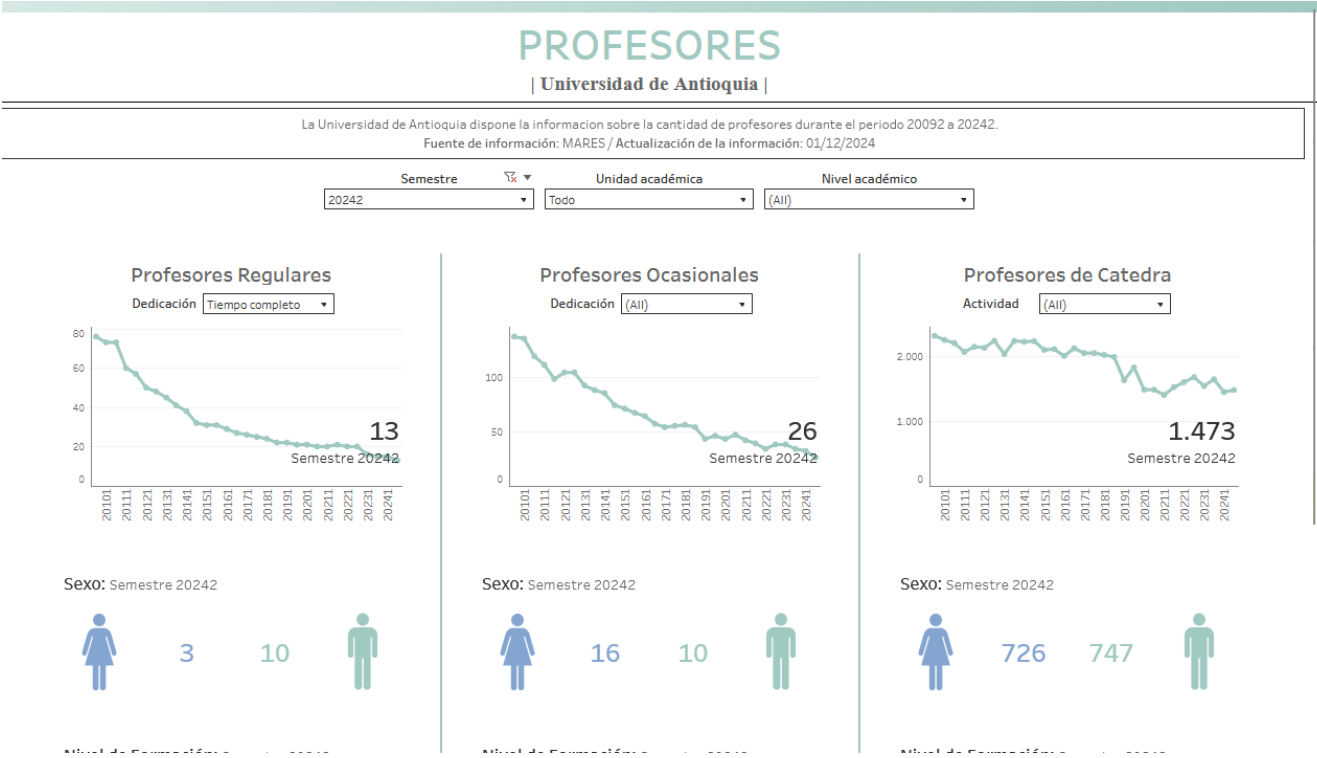 PROFESORES
| Universidad de Antioquia |
La Universidad de Antioquia dispone la informacion sobre la cantidad de profesores durante el periodo 20092 a 20242.
Fuente de información: MARES / Actualización de la información: 01/12/2024
Semestre Unidad académica Nivel académico
20242 Todo (All)
Profesores Regulares
Dedicación Tiempo completo
80
60
40
20
0
13
Semestre 20242
20101 20111 20121 20131 20141 20151 20161 20171 20181 20191 20201 20211 20221 20231 20241
Sexo: Semestre 20242
3 10
Profesores Ocasionales
Dedicación (All)
100
50
0
26
Semestre 20242
20101 20111 20121 20131 20141 20151 20161 20171 20181 20191 20201 20211 20221 20231 20241
Sexo: Semestre 20242
16 10
Profesores de Catedra
Actividad (All)
2.000
1.000
0
1.473
Semestre 20242
20101 20111 20121 20131 20141 20151 20161 20171 20181 20191 20201 20211 20221 20231 20241
Sexo: Semestre 20242
726 747